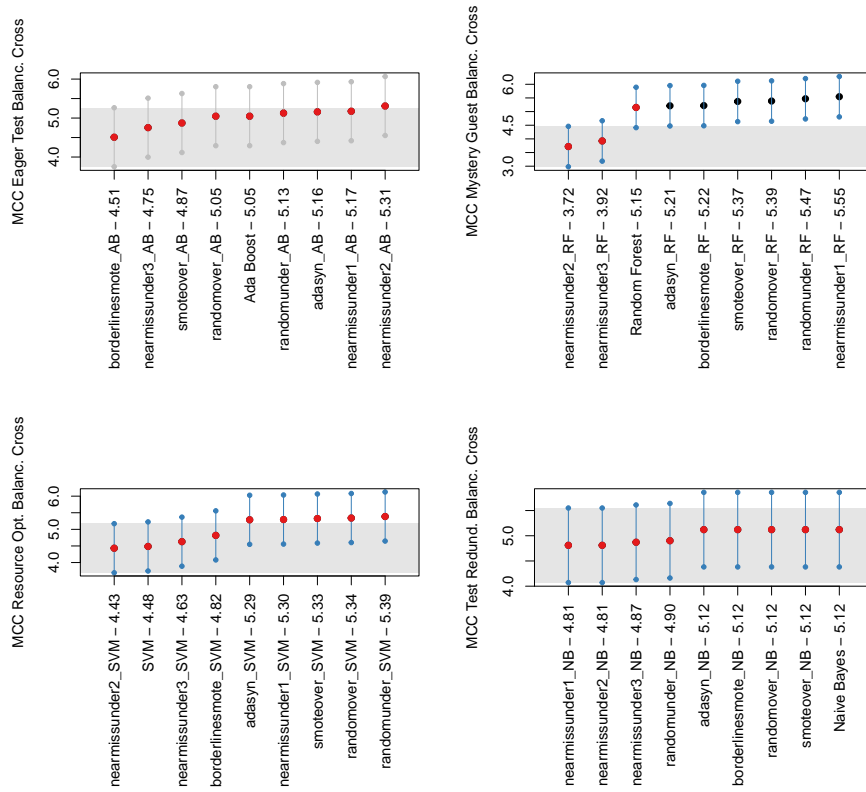 MCC Eager Test Balanc. Cross
4.0
5.0
6.0
borderlinesmote_AB − 4.51
nearmissunder3_AB − 4.75
smoteover_AB − 4.87
randomover_AB − 5.05
Ada Boost − 5.05
randomunder_AB − 5.13
adasyn_AB − 5.16
nearmissunder1_AB − 5.17
nearmissunder2_AB − 5.31
MCC Mystery Guest Balanc. Cross
3.0
4.5
6.0
nearmissunder2_RF − 3.72
nearmissunder3_RF − 3.92
Random Forest − 5.15
adasyn_RF − 5.21
borderlinesmote_RF − 5.22
smoteover_RF − 5.37
randomover_RF − 5.39
randomunder_RF − 5.47
nearmissunder1_RF − 5.55
MCC Resource Opt. Balanc. Cross
4.0
5.0
6.0
nearmissunder2_SVM − 4.43
SVM − 4.48
nearmissunder3_SVM − 4.63
borderlinesmote_SVM − 4.82
adasyn_SVM − 5.29
nearmissunder1_SVM − 5.30
smoteover_SVM − 5.33
randomover_SVM − 5.34
randomunder_SVM − 5.39
MCC Test Redund. Balanc. Cross
4.0
5.0
nearmissunder1_NB − 4.81
nearmissunder2_NB − 4.81
nearmissunder3_NB − 4.87
randomunder_NB − 4.90
adasyn_NB − 5.12
borderlinesmote_NB − 5.12
randomover_NB − 5.12
smoteover_NB − 5.12
Naive Bayes − 5.12